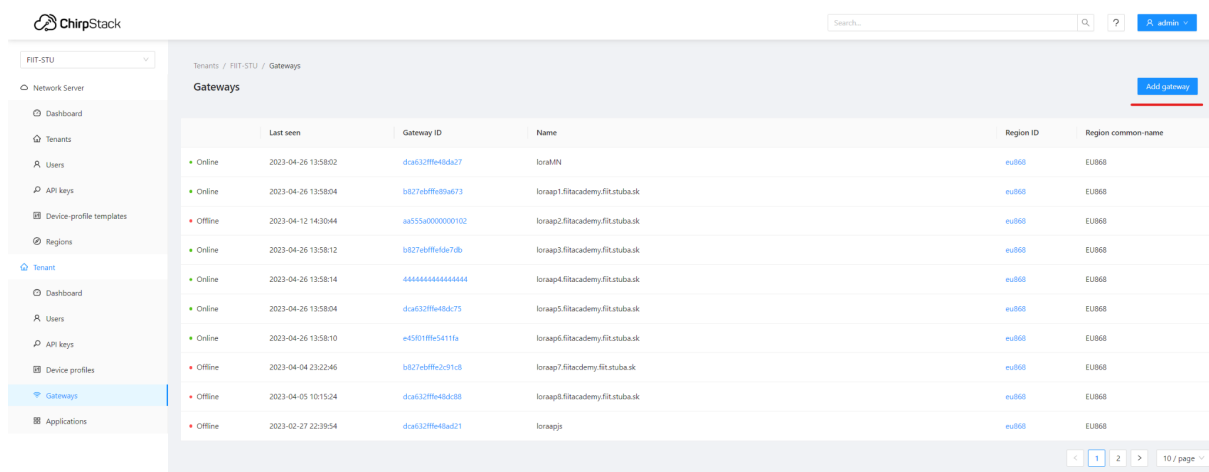 ChirpStack
Search...
?
admin
FIIT-STU
Network Server
Dashboard
Tenants
Users
API keys
Device-profile templates
Regions
Tenant
Dashboard
Users
API keys
Device profiles
Gateways
Applications
Tenants / FIIT-STU / Gateways
Gateways
Add gateway
Last seen Gateway ID Name Region ID Region common-name
Online 2023-04-26 13:58:02 dca632fffe48da27 loraMN eu868 EU868
Online 2023-04-26 13:58:04 b827ebfffe89a673 loraap1.fiitacademy.fiit.stuba.sk eu868 EU868
Offline 2023-04-12 14:30:44 aa555a0000000102 loraap2.fiitacademy.fiit.stuba.sk eu868 EU868
Online 2023-04-26 13:58:12 b827ebfffefde7db loraap3.fiitacademy.fiit.stuba.sk eu868 EU868
Online 2023-04-26 13:58:14 4444444444444444 loraap4.fiitacademy.fiit.stuba.sk eu868 EU868
Online 2023-04-26 13:58:04 dca632fffe48dc75 loraap5.fiitacademy.fiit.stuba.sk eu868 EU868
Online 2023-04-26 13:58:10 e45f01fffe5411fa loraap6.fiitacademy.fiit.stuba.sk eu868 EU868
Offline 2023-04-04 23:22:46 b827ebfffe2c91c8 loraap7.fiitacdemy.fiit.stuba.sk eu868 EU868
Offline 2023-04-05 10:15:24 dca632fffe48dc88 loraap8.fiitacademy.fiit.stuba.sk eu868 EU868
Offline 2023-02-27 22:39:54 dca632fffe48ad21 loraapjs eu868 EU868
< 1 2 > 10 / page